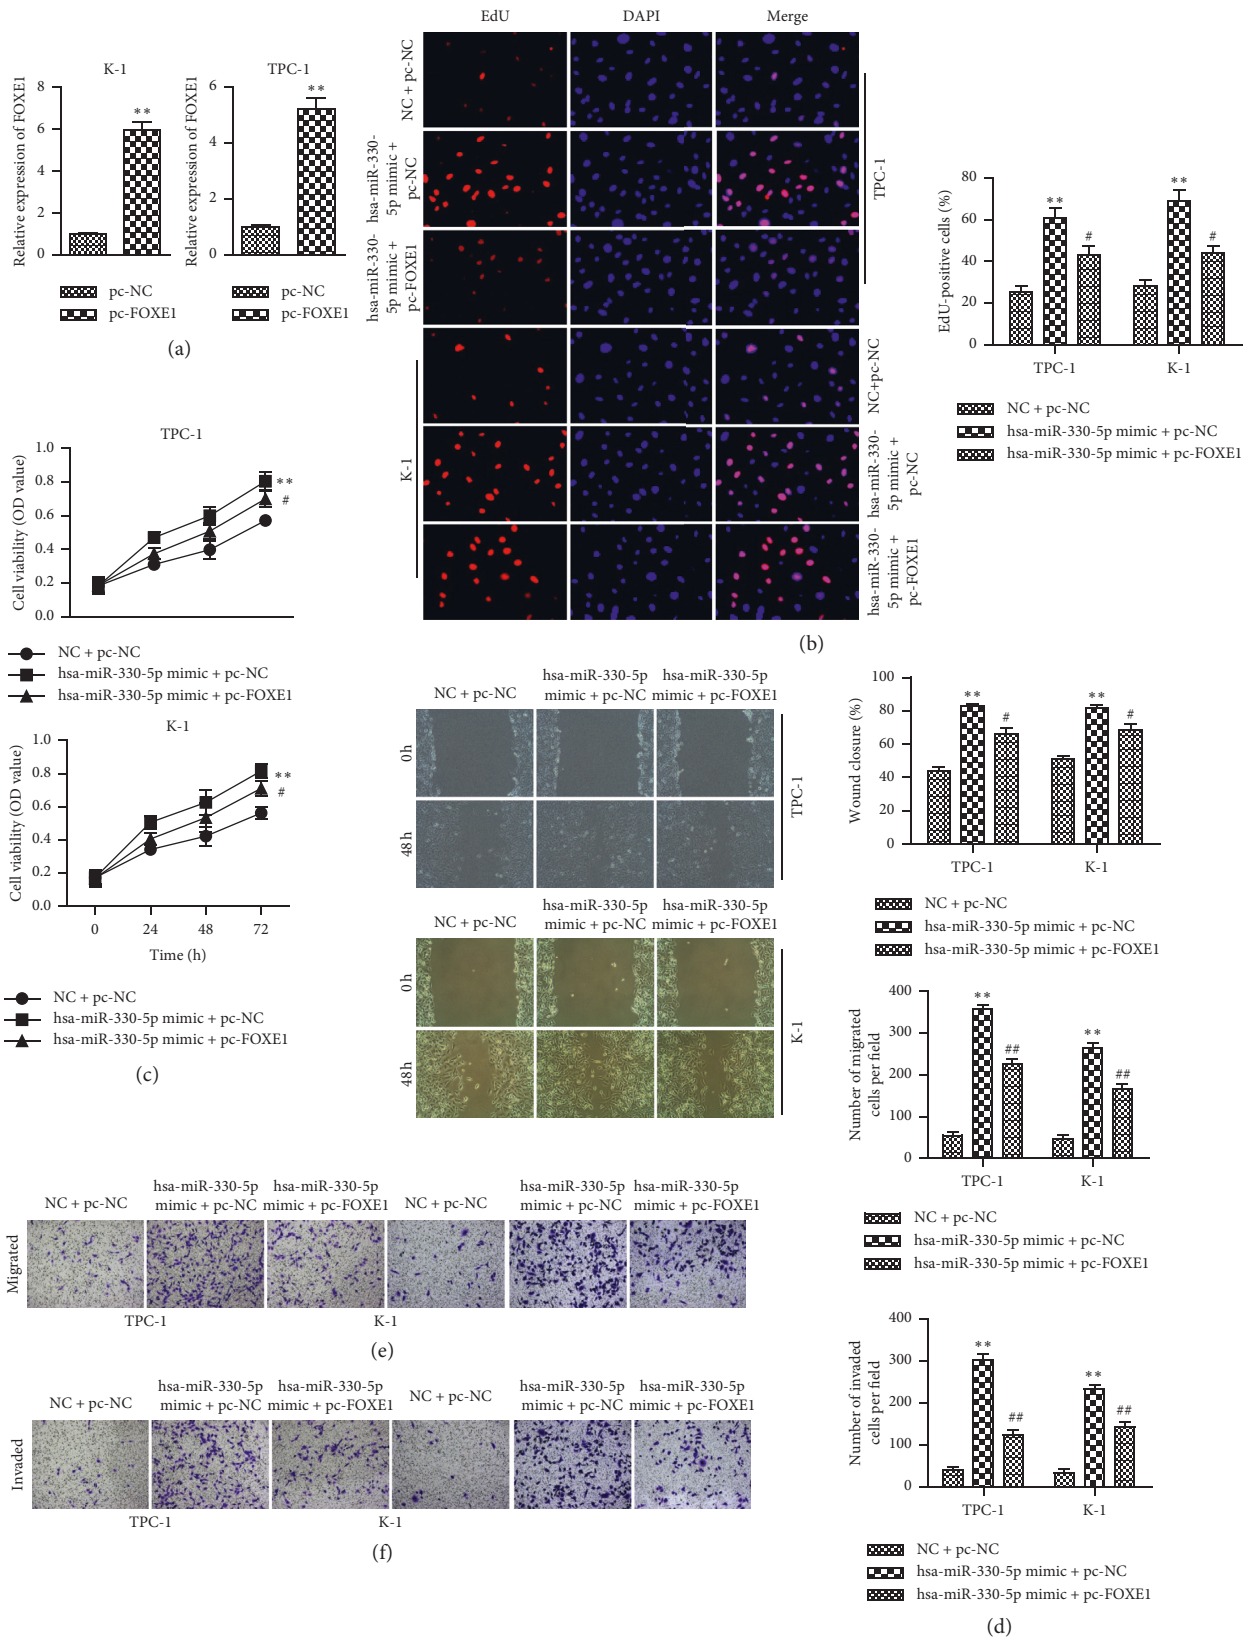 K-1
Relative expression of FOXE1
8
6
4
2
0
**
pc-NC
pc-FOXE1
TPC-1
Relative expression of FOXE1
6
4
2
0
**
pc-NC
pc-FOXE1
(a)
EdU
DAPI
Merge
NC + pc-NC
hsa-miR-330-
5p mimic +
pc-NC
hsa-miR-330-
5p mimic +
pc-FOXE1
TPC-1
K-1
NC+pc-NC
hsa-miR-330-
5p mimic +
pc-NC
hsa-miR-330-
5p mimic +
pc-FOXE1
EdU-positive cells (%)
80
60
40
20
0
**
#
**
#
TPC-1
K-1
NC + pc-NC
hsa-miR-330-5p mimic + pc-NC
hsa-miR-330-5p mimic + pc-FOXE1
(b)
TPC-1
Cell viability (OD value)
1.0
0.8
0.6
0.4
0.2
0.0
**
#
NC + pc-NC
hsa-miR-330-5p mimic + pc-NC
hsa-miR-330-5p mimic + pc-FOXE1
K-1
Cell viability (OD value)
1.0
0.8
0.6
0.4
0.2
0.0
**
#
0
24
48
72
Time (h)
NC + pc-NC
hsa-miR-330-5p mimic + pc-NC
hsa-miR-330-5p mimic + pc-FOXE1
(c)
NC + pc-NC
hsa-miR-330-5p
mimic + pc-NC
hsa-miR-330-5p
mimic + pc-FOXE1
0 h
48 h
TPC-1
NC + pc-NC
hsa-miR-330-5p
mimic + pc-NC
hsa-miR-330-5p
mimic + pc-FOXE1
0 h
48 h
K-1
Wound closure (%)
100
80
60
40
20
0
**
#
**
#
TPC-1
K-1
NC + pc-NC
hsa-miR-330-5p mimic + pc-NC
hsa-miR-330-5p mimic + pc-FOXE1
Number of migrated
cells per field
400
300
200
100
0
**
##
**
##
TPC-1
K-1
NC + pc-NC
hsa-miR-330-5p mimic + pc-NC
hsa-miR-330-5p mimic + pc-FOXE1
Number of invaded
cells per field
400
300
200
100
0
**
##
**
##
TPC-1
K-1
NC + pc-NC
hsa-miR-330-5p mimic + pc-NC
hsa-miR-330-5p mimic + pc-FOXE1
(d)
NC + pc-NC
hsa-miR-330-5p
mimic + pc-NC
hsa-miR-330-5p
mimic + pc-FOXE1
NC + pc-NC
hsa-miR-330-5p
mimic + pc-NC
hsa-miR-330-5p
mimic + pc-FOXE1
Migrated
TPC-1
K-1
(e)
NC + pc-NC
hsa-miR-330-5p
mimic + pc-NC
hsa-miR-330-5p
mimic + pc-FOXE1
NC + pc-NC
hsa-miR-330-5p
mimic + pc-NC
hsa-miR-330-5p
mimic + pc-FOXE1
Invaded
TPC-1
K-1
(f)